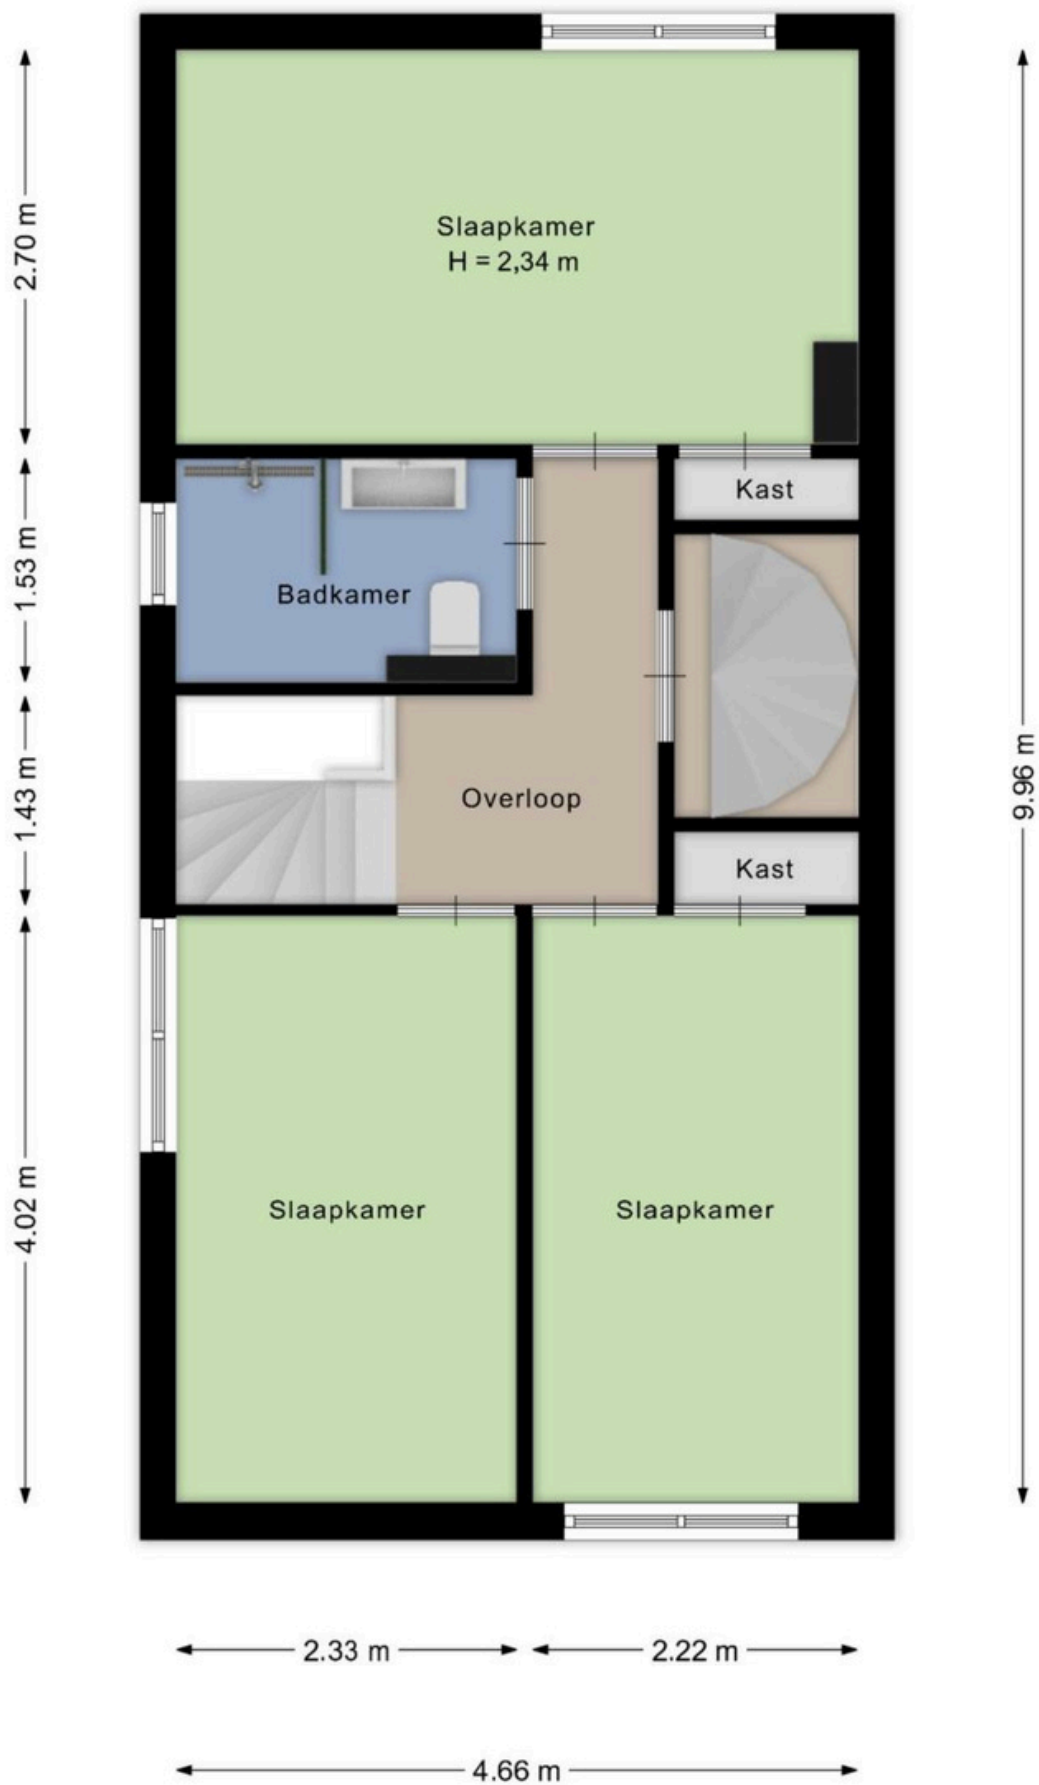 Slaapkamer
H = 2,34 m
2.70 m
Kast
1.53 m
Badkamer
9.96 m
1.43 m
Overloop
Kast
4.02 m
Slaapkamer
Slaapkamer
2.33 m
2.22 m
4.66 m